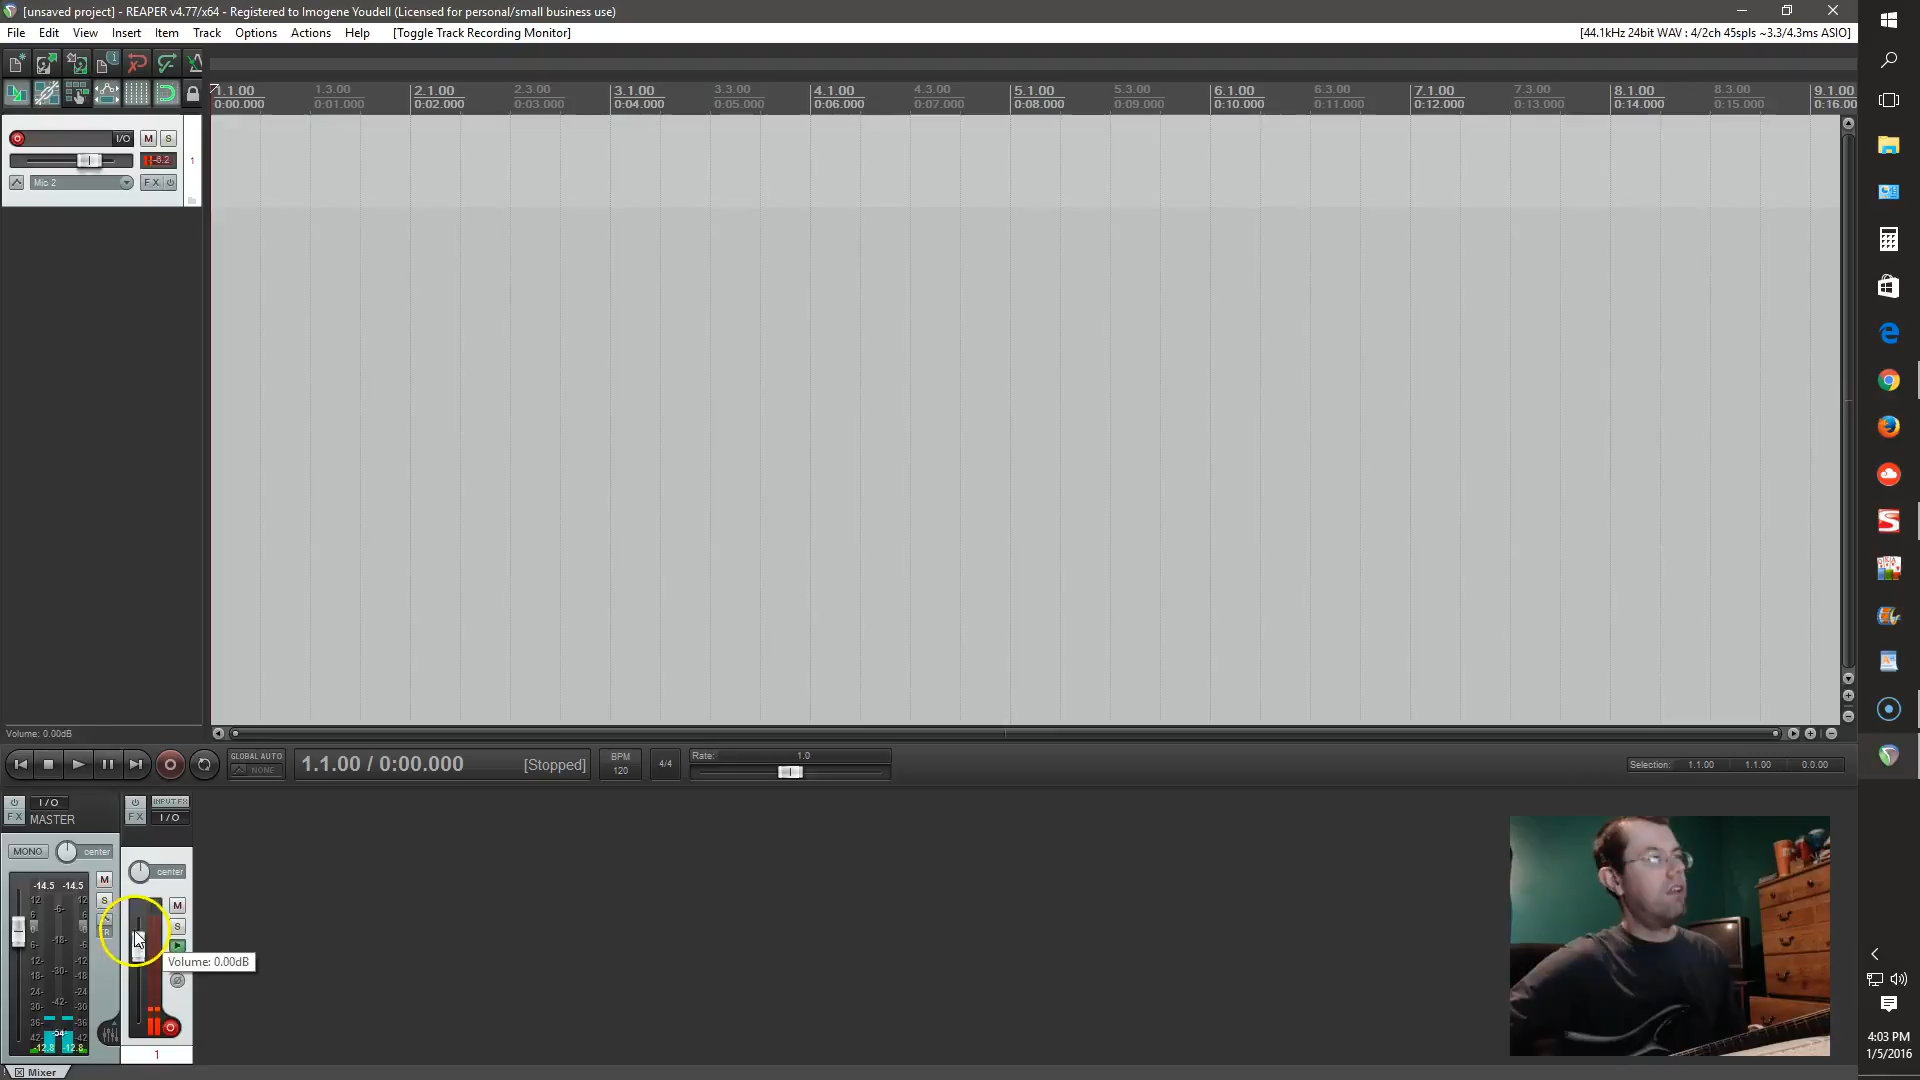 [unsaved project] - REAPER v4.77/x64 - Registered to Imogene Youdell (Licensed for personal/small business use)
File Edit View Insert Item Track Options Actions Help [Toggle Track Recording Monitor] [44.1kHz 24bit WAV : 4/2ch 45spls ~3.3/4.3ms ASIO]
1.1.00 1.3.00 2.1.00 2.3.00 3.1.00 3.3.00 4.1.00 4.3.00 5.1.00 5.3.00 6.1.00 6.3.00 7.1.00 7.3.00 8.1.00 8.3.00 9.1.00
0:00.000 0:01.000 0:02.000 0:03.000 0:04.000 0:05.000 0:06.000 0:07.000 0:08.000 0:09.000 0:10.000 0:11.000 0:12.000 0:13.000 0:14.000 0:15.000 0:16.00
I/O M S
-6.2 1
Mic 2 FX
Volume: 0.00dB
GLOBAL AUTO
NONE
1.1.00 / 0:00.000 [Stopped]
BPM
120
4/4
Rate: 1.0
Selection: 1.1.00 1.1.00 0.0.00
I/O INPUT FX
FX MASTER FX I/O
MONO center center
-14.5 -14.5 M
12 12 S M
6 -6- 6
0 0 S
6- -18- 6-
12- 12-
18- -30- 18-
24- 24-
30- -42- 30-
36- 36-
42- -54- 42-
-12.8 -12.8
Volume: 0.00dB
1
Mixer
4:03 PM
1/5/2016